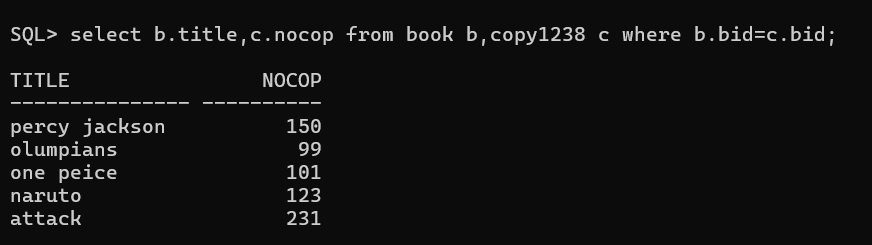 SQL> select b.title,c.nocop from book b,copy1238 c where b.bid=c.bid;
TITLE                NOCOP
--------------- ----------
percy jackson          150
olumpians               99
one peice              101
naruto                 123
attack                 231